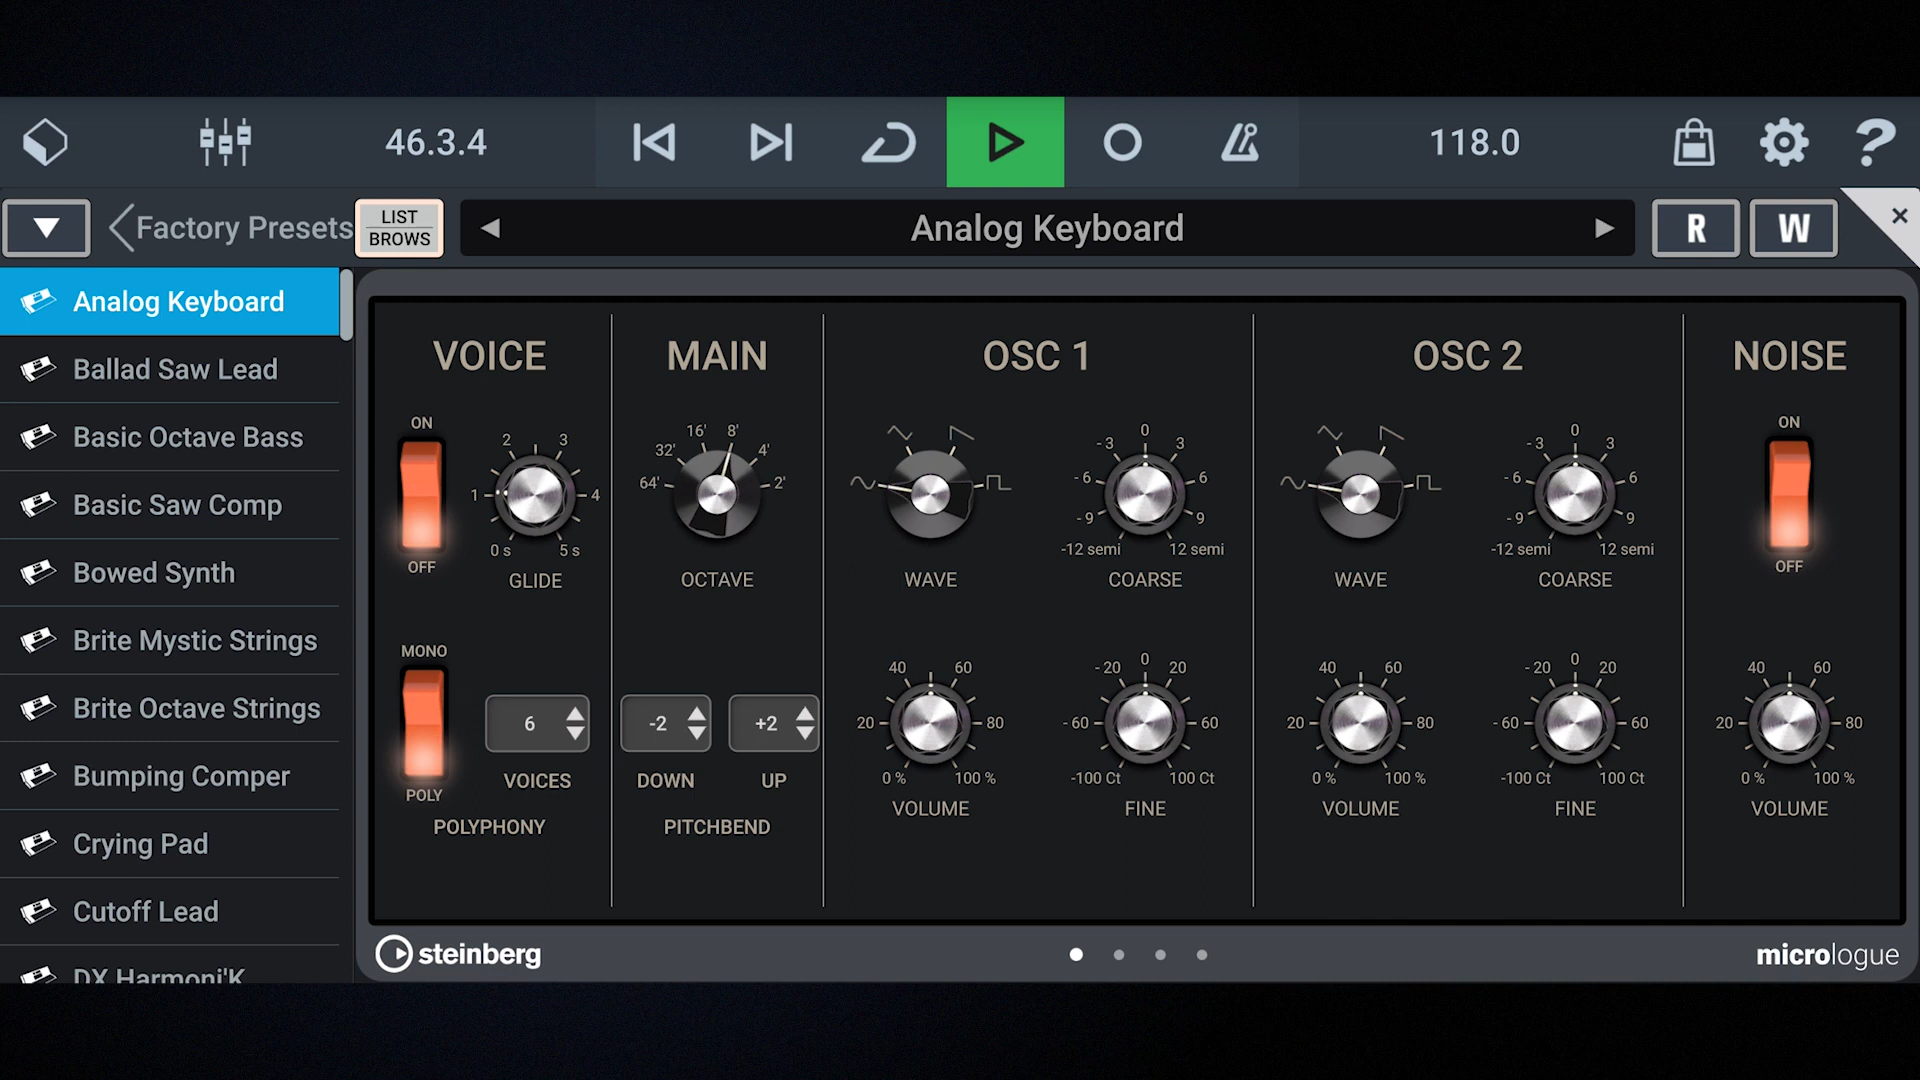 46.3.4
118.0
Factory Presets
LIST
BROWS
Analog Keyboard
R
W
Analog Keyboard
Ballad Saw Lead
Basic Octave Bass
Basic Saw Comp
Bowed Synth
Brite Mystic Strings
Brite Octave Strings
Bumping Comper
Crying Pad
Cutoff Lead
DX Harmoni'K
VOICE
ON
OFF
2 3
1 4
0 s 5 s
GLIDE
MONO
POLY
6
VOICES
POLYPHONY
MAIN
16' 8'
32' 4'
64' 2'
OCTAVE
-2 +2
DOWN UP
PITCHBEND
OSC 1
WAVE
0
-3 3
-6 6
-9 9
-12 semi 12 semi
COARSE
40 60
20 80
0 % 100 %
VOLUME
0
-20 20
-60 60
-100 Ct 100 Ct
FINE
OSC 2
WAVE
0
-3 3
-6 6
-9 9
-12 semi 12 semi
COARSE
40 60
20 80
0 % 100 %
VOLUME
0
-20 20
-60 60
-100 Ct 100 Ct
FINE
NOISE
ON
OFF
40 60
20 80
0 % 100 %
VOLUME
steinberg
micrologue